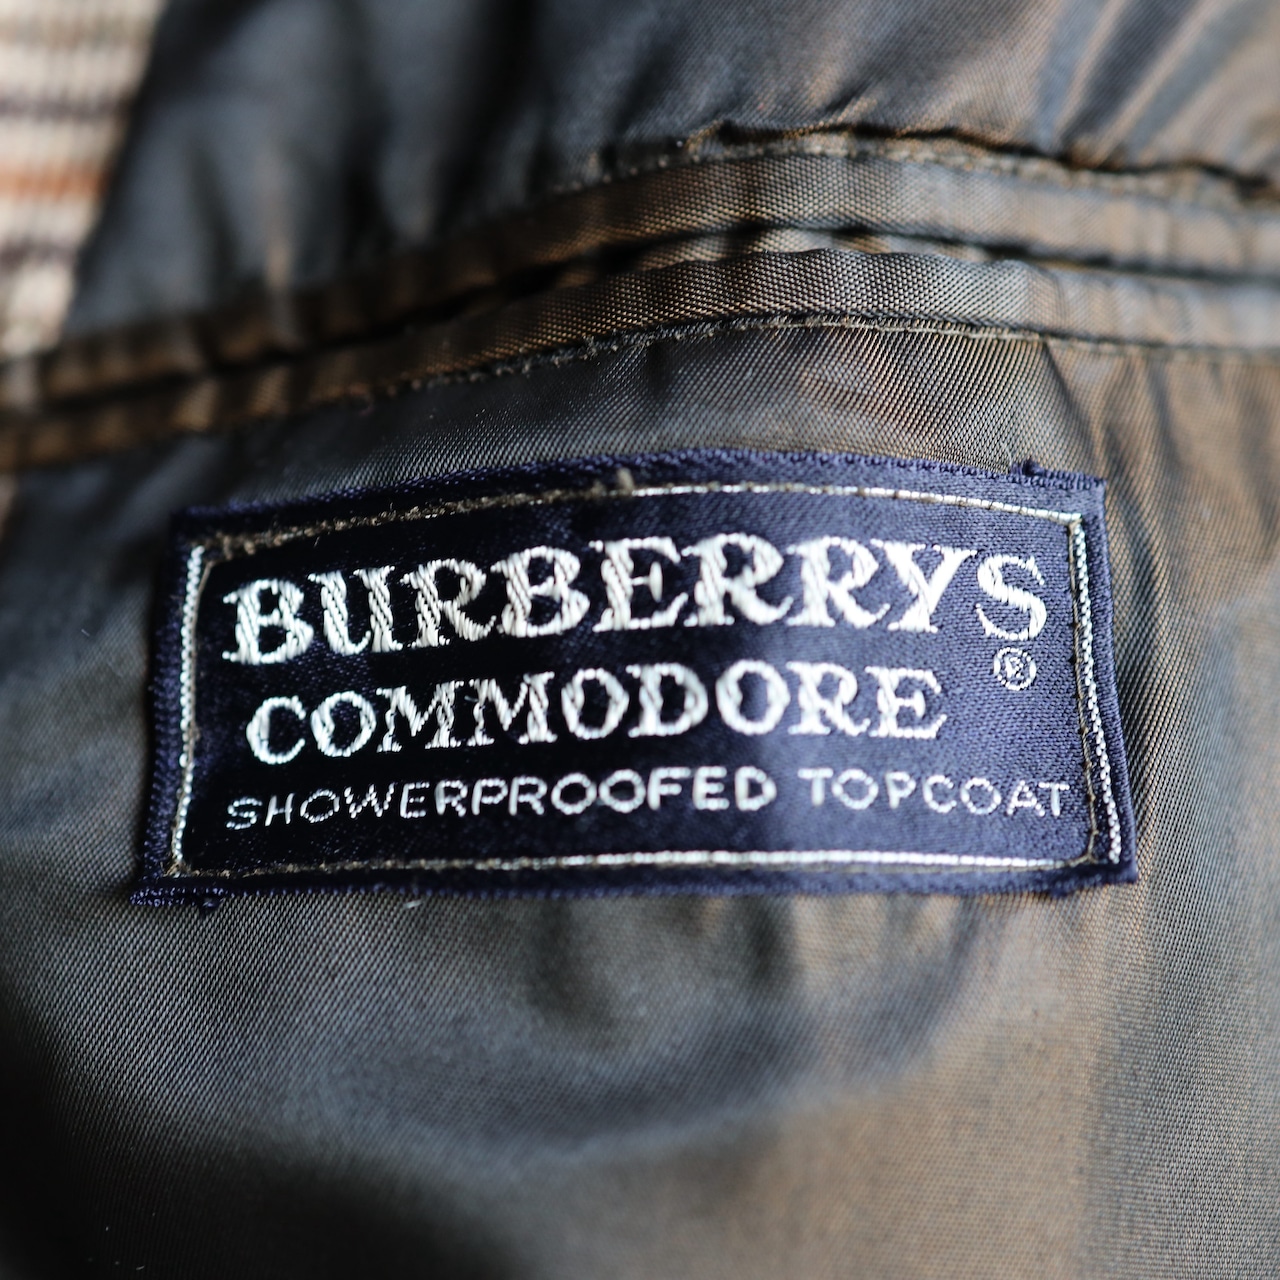 BURBERRYS
®
COMMODORE
SHOWERPROOFED TOPCOAT